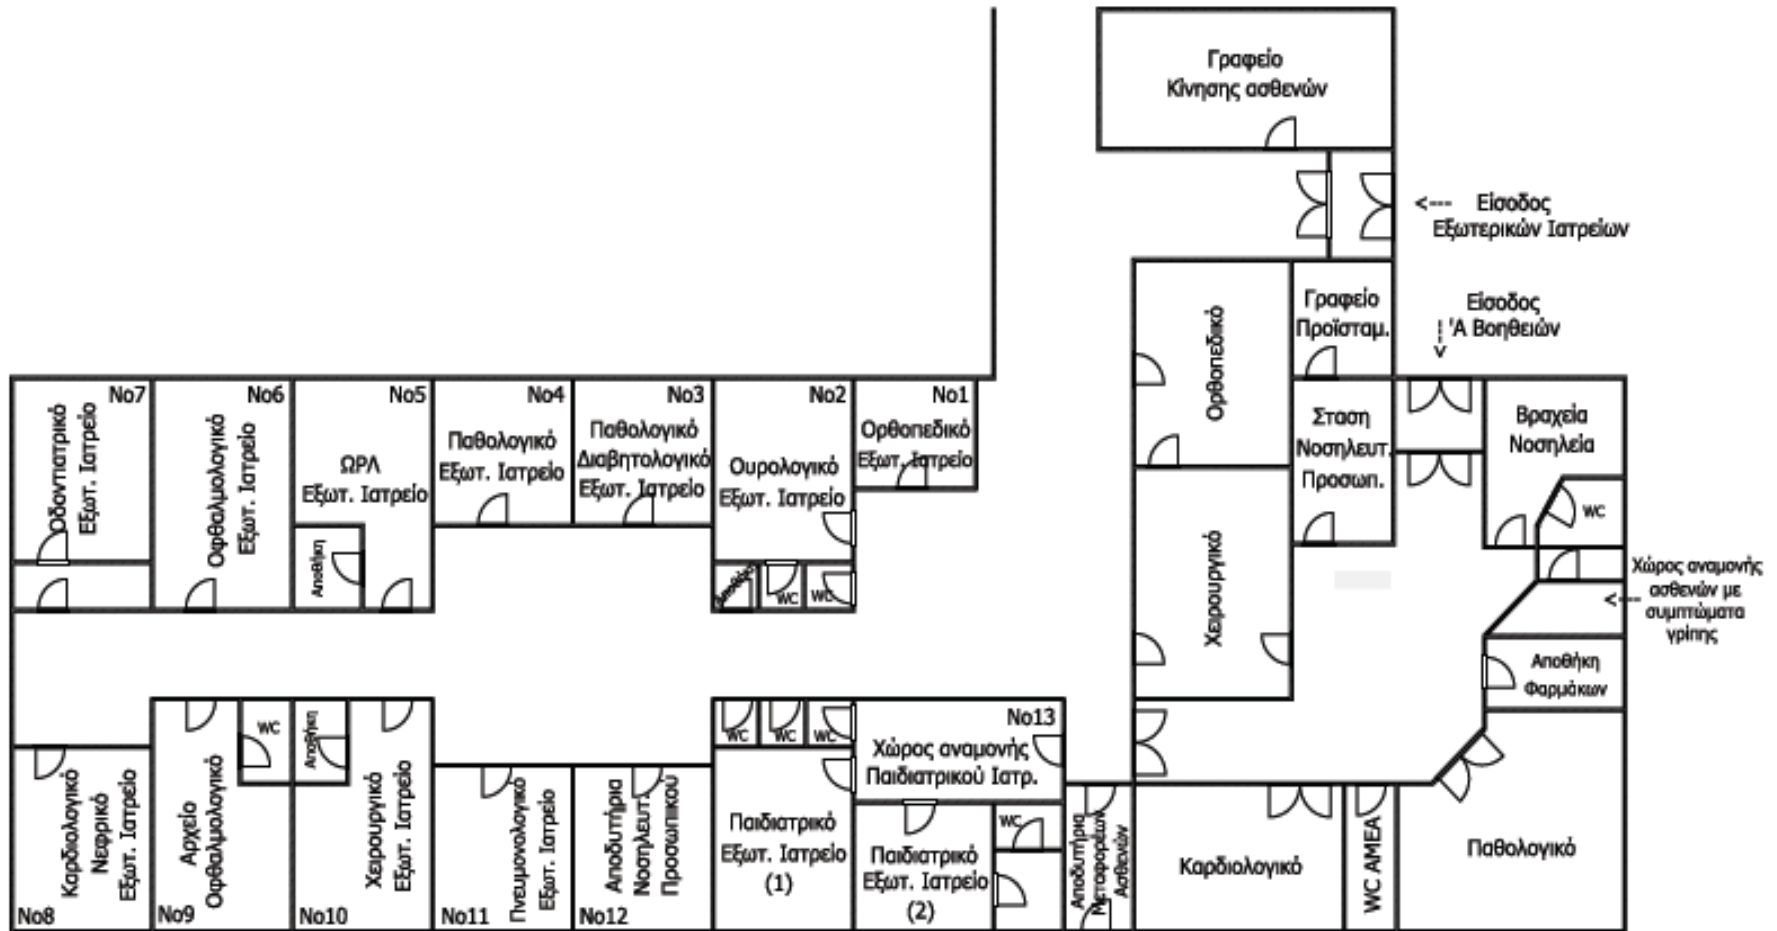 Γραφείο
Κίνησης ασθενών
<--- Είσοδος
Εξωτερικών Ιατρείων
Γραφείο
Προϊσταμ.
Είσοδος
'Α Βοηθειών
Ορθοπεδικό
Σταση
Νοσηλευτ.
Προσωπ.
Βραχεία
Νοσηλεία
WC
Χειρουργικό
Χώρος αναμονής
ασθενών με
<--- συμπτώματα
γρίπης
Αποθήκη
Φαρμάκων
No7
Οδοντιατρικό
Εξωτ. Ιατρείο
No6
Οφθαλμολογικό
Εξωτ. Ιατρείο
No5
ΩΡΛ
Εξωτ. Ιατρείο
Αποθήκη
No4
Παθολογικό
Εξωτ. Ιατρείο
No3
Παθολογικό
Διαβητολογικό
Εξωτ. Ιατρείο
No2
Ουρολογικό
Εξωτ. Ιατρείο
Αποθήκη
WC
WC
No1
Ορθοπεδικό
Εξωτ. Ιατρείο
Καρδιολογικό
Νεφρικό
Εξωτ. Ιατρείο
No8
WC
Αρχείο
Οφθαλμολογικό
No9
Αποθήκη
Χειρουργικό
Εξωτ. Ιατρείο
No10
Πνευμονολογικό
Εξωτ. Ιατρείο
No11
Αποδυτήρια
Νοσηλευτ.
Προσωπικού
No12
WC
WC
WC
Παιδιατρικό
Εξωτ. Ιατρείο
(1)
No13
Χώρος αναμονής
Παιδιατρικού Ιατρ.
Παιδιατρικό
Εξωτ. Ιατρείο
(2)
WC
Αποδυτήρια
Μεταφορέων
Ασθενών
Καρδιολογικό
WC ΑΜΕΑ
Παθολογικό